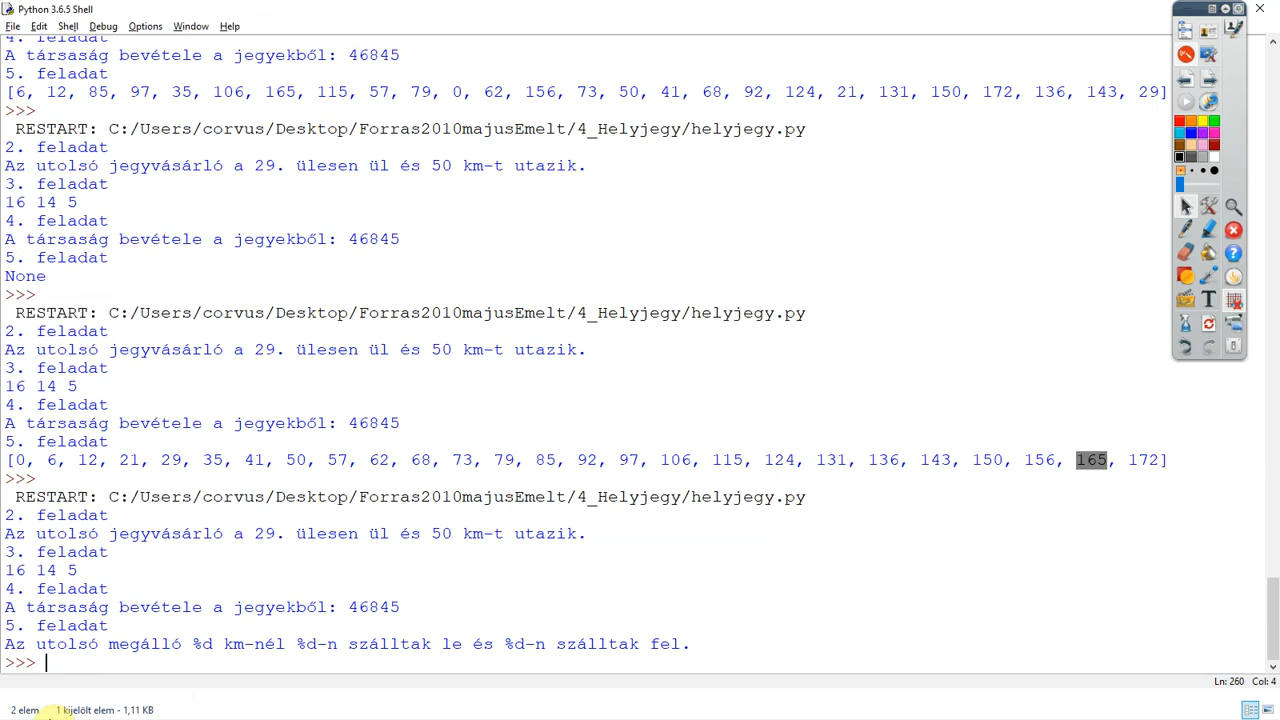 Python 3.6.5 Shell
File Edit Shell Debug Options Window Help
4. feladat
A társaság bevétele a jegyekből: 46845
5. feladat
[6, 12, 85, 97, 35, 106, 165, 115, 57, 79, 0, 62, 156, 73, 50, 41, 68, 92, 124, 21, 131, 150, 172, 136, 143, 29]
>>>
RESTART: C:/Users/corvus/Desktop/Forras2010majusEmelt/4_Helyjegy/helyjegy.py
2. feladat
Az utolsó jegyvásárló a 29. ülesen ül és 50 km-t utazik.
3. feladat
16 14 5
4. feladat
A társaság bevétele a jegyekből: 46845
5. feladat
None
>>>
RESTART: C:/Users/corvus/Desktop/Forras2010majusEmelt/4_Helyjegy/helyjegy.py
2. feladat
Az utolsó jegyvásárló a 29. ülesen ül és 50 km-t utazik.
3. feladat
16 14 5
4. feladat
A társaság bevétele a jegyekből: 46845
5. feladat
[0, 6, 12, 21, 29, 35, 41, 50, 57, 62, 68, 73, 79, 85, 92, 97, 106, 115, 124, 131, 136, 143, 150, 156, 165, 172]
>>>
RESTART: C:/Users/corvus/Desktop/Forras2010majusEmelt/4_Helyjegy/helyjegy.py
2. feladat
Az utolsó jegyvásárló a 29. ülesen ül és 50 km-t utazik.
3. feladat
16 14 5
4. feladat
A társaság bevétele a jegyekből: 46845
5. feladat
Az utolsó megálló %d km-nél %d-n szálltak le és %d-n szálltak fel.
>>>
Ln: 260 Col: 4
2 elem 1 kijelölt elem - 1,11 KB